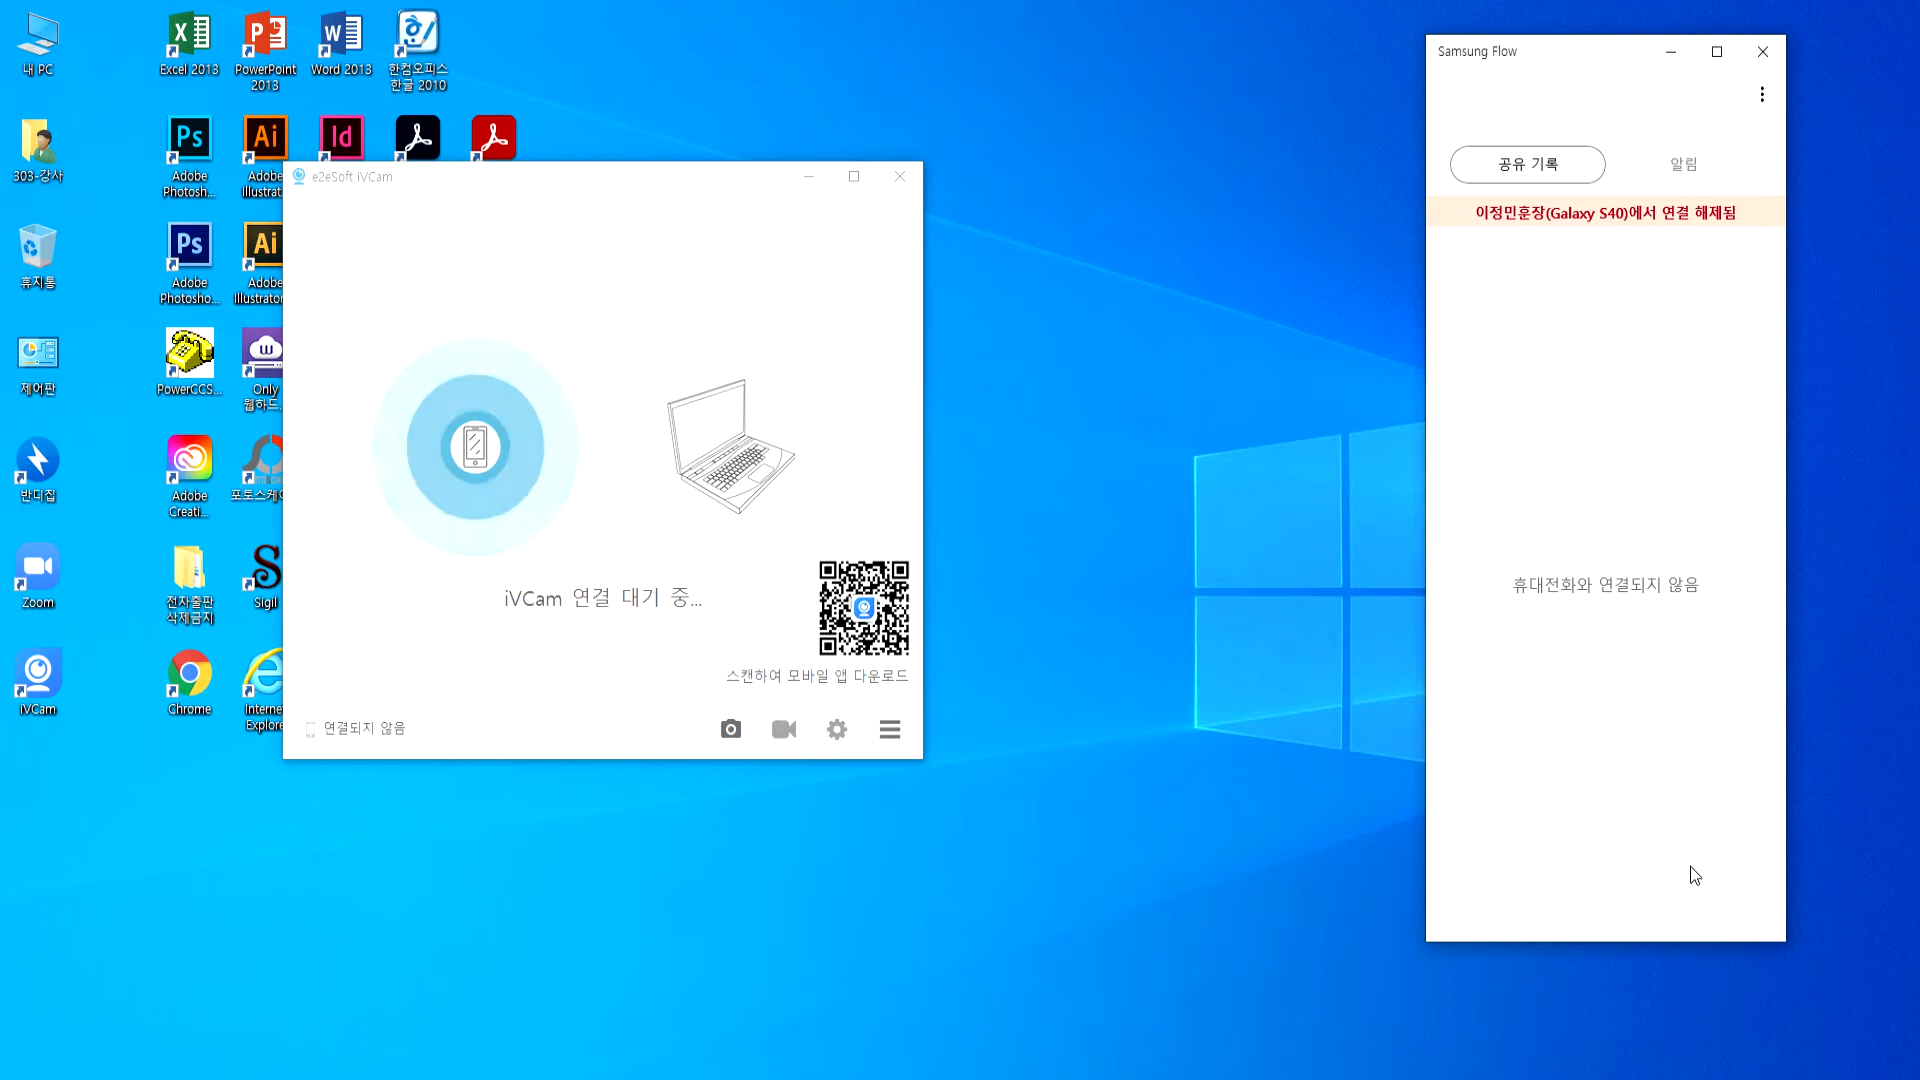 내 PC
Excel 2013
PowerPoint
2013
Word 2013
한컴오피스
한글 2010
303-강사
Adobe
Photosh...
Adobe
Illustrat
휴지통
Adobe
Photosho...
Adobe
Illustrator
제어판
PowerCCS...
Only
웹하드
반디집
Adobe
Creati...
포토스케이
Zoom
전자출판
삭제금지
Sigil
iVCam
Chrome
Interne
Explore
e2eSoft iVCam
iVCam 연결 대기 중...
스캔하여 모바일 앱 다운로드
연결되지 않음
Samsung Flow
공유 기록
알림
이정민훈장(Galaxy S40)에서 연결 해제됨
휴대전화와 연결되지 않음